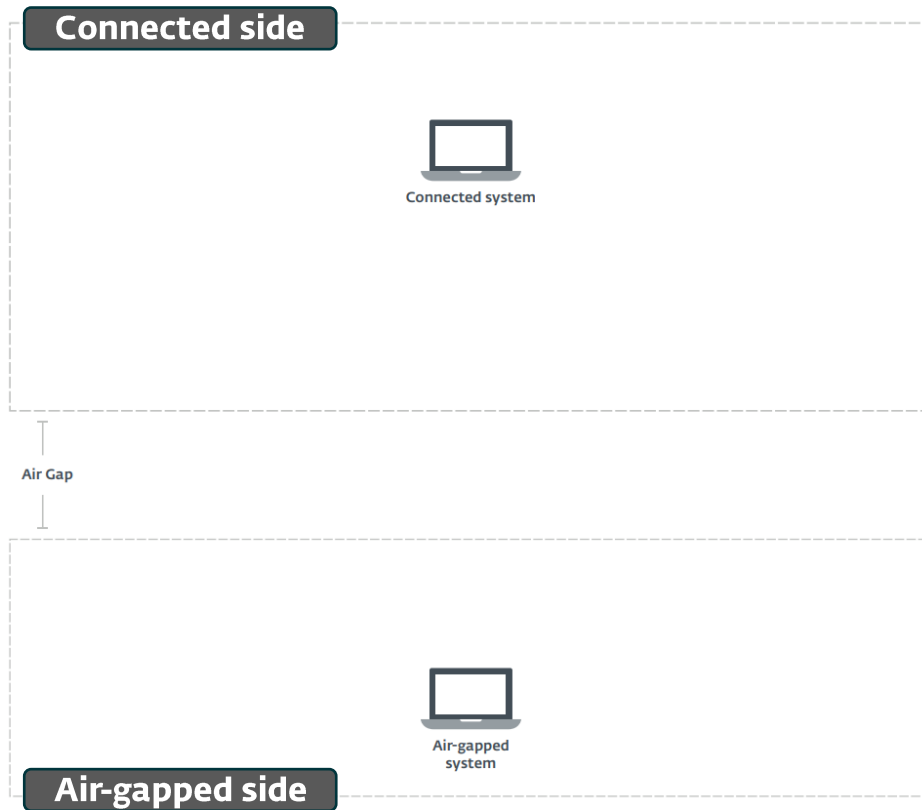 Connected side
Connected system
Air Gap
Air-gapped
system
Air-gapped side